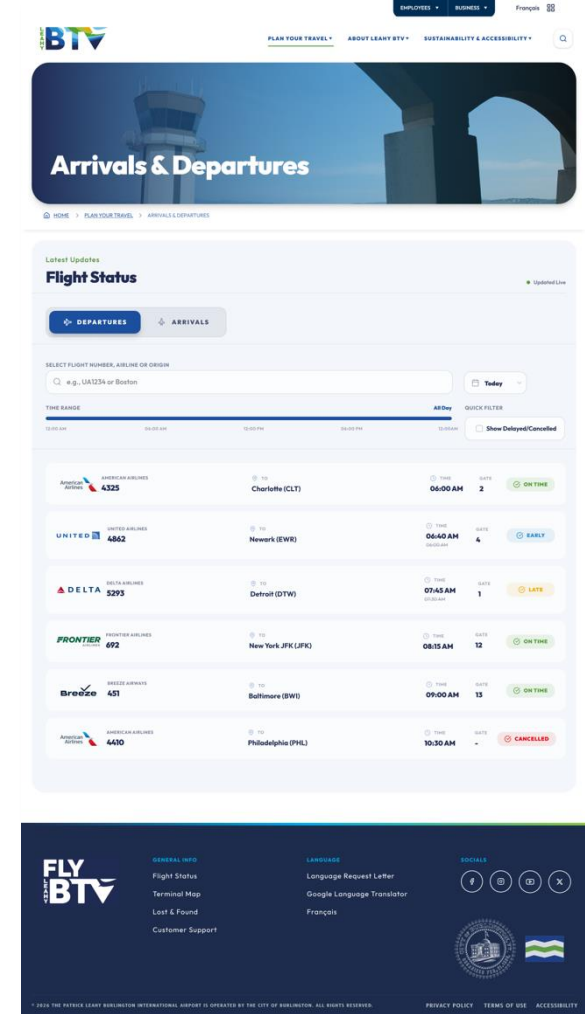 EMPLOYEES
BUSINESS
Français
LEAHY BTV
PLAN YOUR TRAVEL
ABOUT LEAHY BTV
SUSTAINABILITY & ACCESSIBILITY
Arrivals & Departures
HOME > PLAN YOUR TRAVEL > ARRIVALS & DEPARTURES
Latest Updates
Flight Status
Updated Live
DEPARTURES
ARRIVALS
SELECT FLIGHT NUMBER, AIRLINE OR ORIGIN
e.g., UA1234 or Boston
Today
TIME RANGE
All Day
QUICK FILTER
12:00 AM
06:00 AM
12:00 PM
06:00 PM
12:00 AM
Show Delayed/Cancelled
American Airlines
AMERICAN AIRLINES
4325
TO
Charlotte (CLT)
TIME
06:00 AM
GATE
2
ON TIME
UNITED
UNITED AIRLINES
4862
TO
Newark (EWR)
TIME
06:40 AM
GATE
4
EARLY
DELTA
DELTA AIRLINES
5293
TO
Detroit (DTW)
TIME
07:45 AM
GATE
1
LATE
FRONTIER
AIRLINES
FRONTIER AIRLINES
692
TO
New York JFK (JFK)
TIME
08:15 AM
GATE
12
ON TIME
Breeze
BREEZE AIRWAYS
451
TO
Baltimore (BWI)
TIME
09:00 AM
GATE
13
ON TIME
American Airlines
AMERICAN AIRLINES
4410
TO
Philadelphia (PHL)
TIME
10:30 AM
GATE
-
CANCELLED
FLY
LEAHY BTV
GENERAL INFO
Flight Status
Terminal Map
Lost & Found
Customer Support
LANGUAGE
Language Request Letter
Google Language Translator
Français
SOCIALS
© 2026 THE PATRICK LEAHY BURLINGTON INTERNATIONAL AIRPORT IS OPERATED BY THE CITY OF BURLINGTON. ALL RIGHTS RESERVED.
PRIVACY POLICY
TERMS OF USE
ACCESSIBILITY